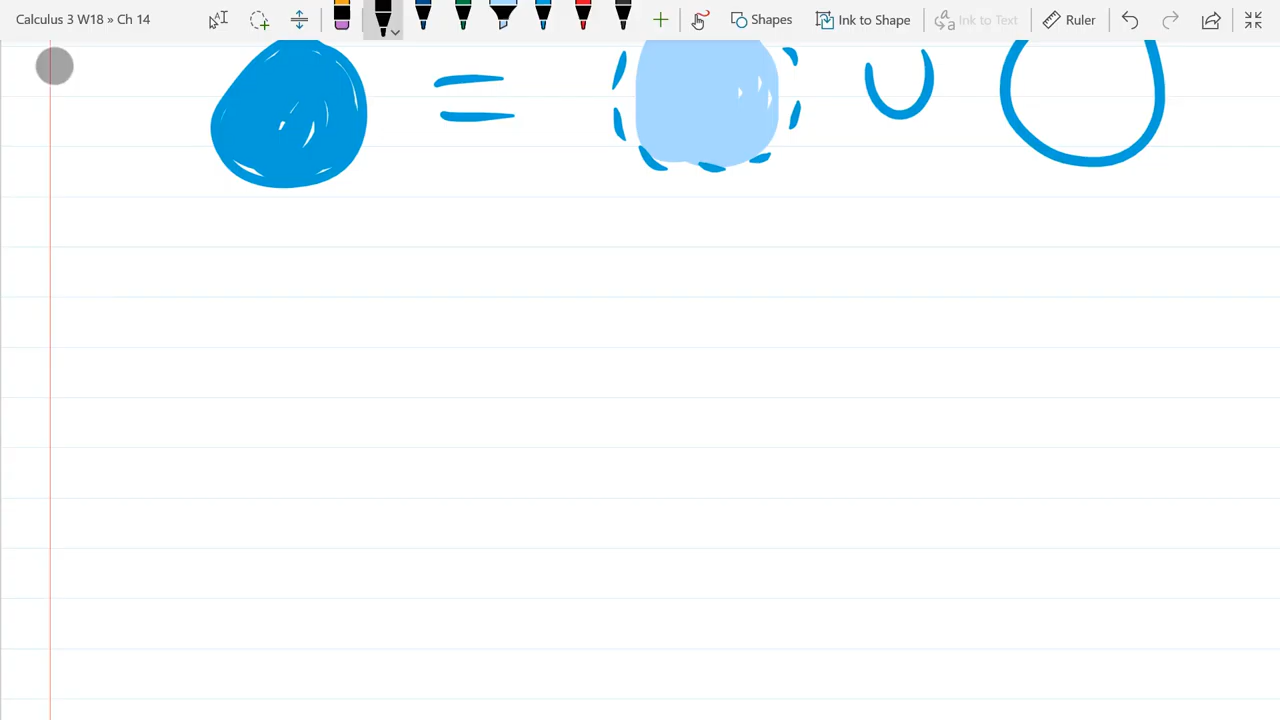 Calculus 3 W18 » Ch 14 Shapes Ink to Shape Ink to Text Ruler
= ∪